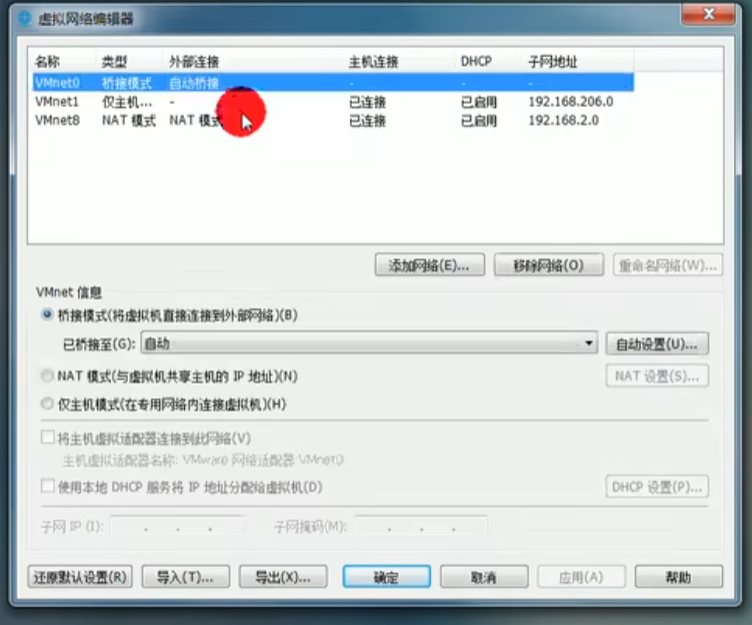 虚拟网络编辑器
名称 类型 外部连接 主机连接 DHCP 子网地址
VMnet0 桥接模式 自动桥接 - - -
VMnet1 仅主机... - 已连接 已启用 192.168.206.0
VMnet8 NAT 模式 NAT 模式 已连接 已启用 192.168.2.0
添加网络(E)... 移除网络(O) 重命名网络(W)...
VMnet 信息
桥接模式(将虚拟机直接连接到外部网络)(B)
已桥接至(G): 自动 自动设置(U)...
NAT 模式(与虚拟机共享主机的 IP 地址)(N) NAT 设置(S)...
仅主机模式(在专用网络内连接虚拟机)(H)
将主机虚拟适配器连接到此网络(V)
主机虚拟适配器名称: VMware 网络适配器 VMnet0
使用本地 DHCP 服务将 IP 地址分配给虚拟机(D) DHCP 设置(P)...
子网 IP (I): . . . 子网掩码(M): . . .
还原默认设置(R) 导入(T)... 导出(X)... 确定 取消 应用(A) 帮助